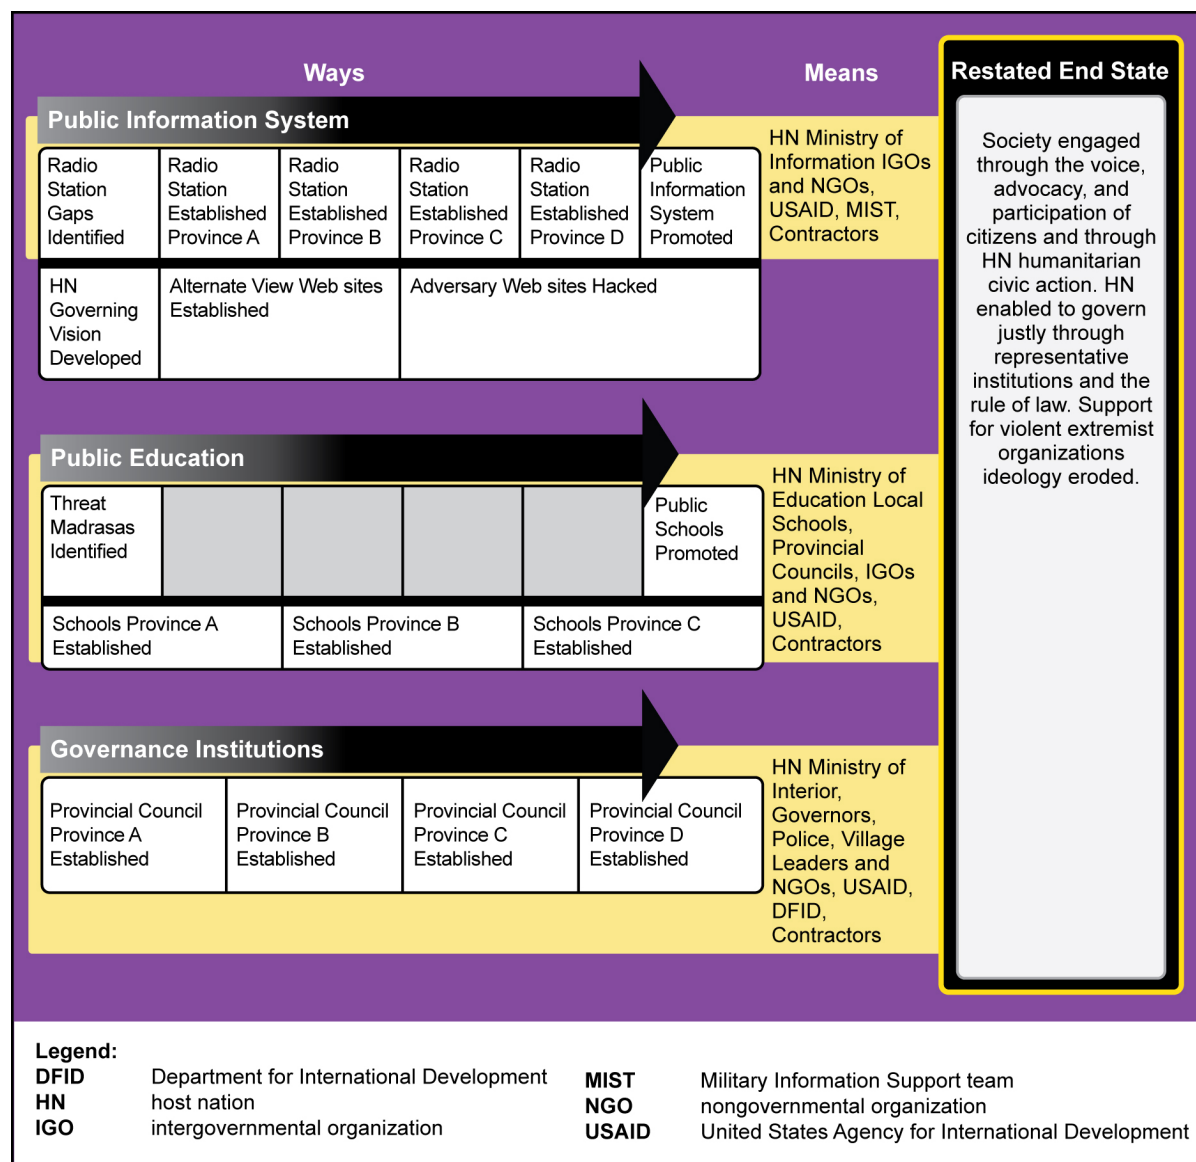 Ways
Means
Restated End State
Public Information System
Radio
Station
Gaps
Identified
Radio
Station
Established
Province A
Radio
Station
Established
Province B
Radio
Station
Established
Province C
Radio
Station
Established
Province D
Public
Information
System
Promoted
HN Ministry of
Information IGOs
and NGOs,
USAID, MIST,
Contractors
HN
Governing
Vision
Developed
Alternate View Web sites
Established
Adversary Web sites Hacked
Public Education
Threat
Madrasas
Identified
Public
Schools
Promoted
Schools Province A
Established
Schools Province B
Established
Schools Province C
Established
HN Ministry of
Education Local
Schools,
Provincial
Councils, IGOs
and NGOs,
USAID,
Contractors
Governance Institutions
Provincial Council
Province A
Established
Provincial Council
Province B
Established
Provincial Council
Province C
Established
Provincial Council
Province D
Established
HN Ministry of
Interior,
Governors,
Police, Village
Leaders and
NGOs, USAID,
DFID,
Contractors
Society engaged
through the voice,
advocacy, and
participation of
citizens and through
HN humanitarian
civic action. HN
enabled to govern
justly through
representative
institutions and the
rule of law. Support
for violent extremist
organizations
ideology eroded.
Legend:
DFID Department for International Development
HN host nation
IGO intergovernmental organization
MIST Military Information Support team
NGO nongovernmental organization
USAID United States Agency for International Development